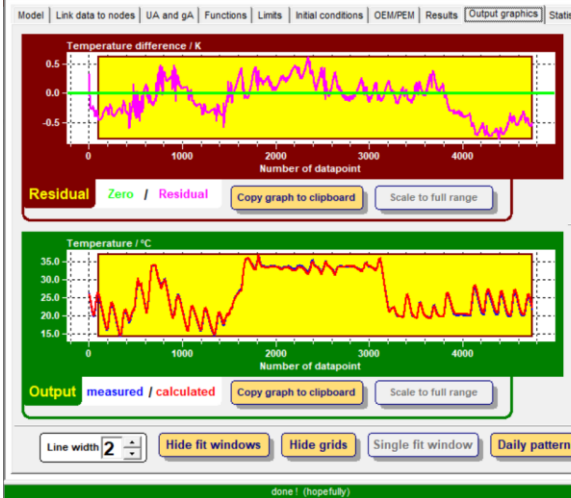 Model Link data to nodes UA and gA Functions Limits Initial conditions OEM/PEM Results Output graphics Statis
Temperature difference / K
0.5
0.0
-0.5
0 1000 2000 3000 4000
Number of datapoint
Residual Zero / Residual Copy graph to clipboard Scale to full range
Temperature / ºC
35.0
30.0
25.0
20.0
15.0
0 1000 2000 3000 4000
Number of datapoint
Output measured / calculated Copy graph to clipboard Scale to full range
Line width 2 Hide fit windows Hide grids Single fit window Daily pattern
done! (hopefully)